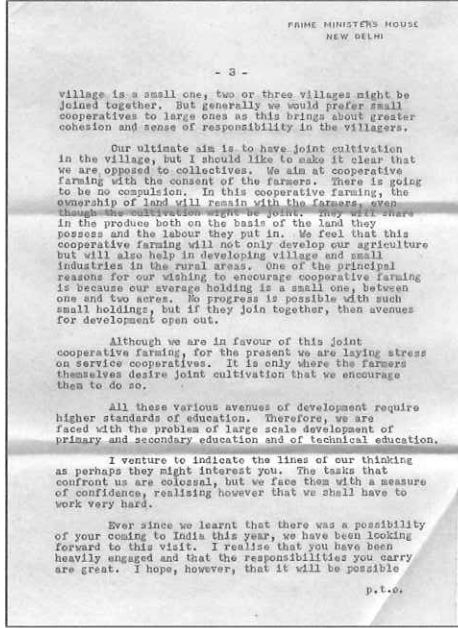 PRIME MINISTER'S HOUSE
NEW DELHI
- 3 -
village is a small one, two or three villages might be
joined together. But generally we would prefer small
cooperatives to large ones as this brings about greater
cohesion and sense of responsibility in the villagers.
Our ultimate aim is to have joint cultivation
in the village, but I should like to make it clear that
we are opposed to collectives. We aim at cooperative
farming with the consent of the farmers. There is going
to be no compulsion. In this cooperative farming, the
ownership of land will remain with the farmers, even
though the cultivation might be joint. They will share
in the produce both on the basis of the land they
possess and the labour they put in. We feel that this
cooperative farming will not only develop our agriculture
but will also help in developing village and small
industries in the rural areas. One of the principal
reasons for our wishing to encourage cooperative farming
is because our average holding is a small one, between
one and two acres. No progress is possible with such
small holdings, but if they join together, then avenues
for development open out.
Although we are in favour of this joint
cooperative farming, for the present we are laying stress
on service cooperatives. It is only where the farmers
themselves desire joint cultivation that we encourage
them to do so.
All these various avenues of development require
higher standards of education. Therefore, we are
faced with the problem of large scale development of
primary and secondary education and of technical education.
I venture to indicate the lines of our thinking
as perhaps they might interest you. The tasks that
confront us are colossal, but we face them with a measure
of confidence, realising however that we shall have to
work very hard.
Ever since we learnt that there was a possibility
of your coming to India this year, we have been looking
forward to this visit. I realise that you have been
heavily engaged and that the responsibilities you carry
are great. I hope, however, that it will be possible
p.t.o.